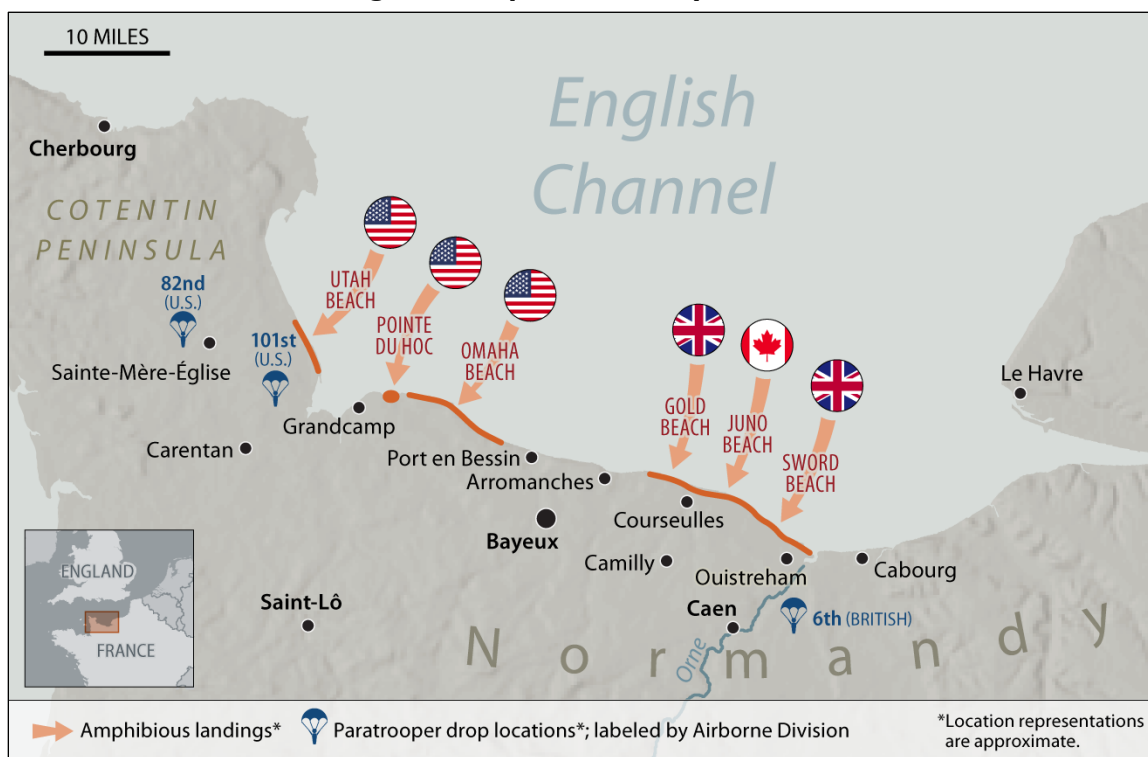 10 MILES
English
Channel
Cherbourg
COTENTIN
PENINSULA
82nd
(U.S.)
101st
(U.S.)
UTAH
BEACH
POINTE
DU HOC
OMAHA
BEACH
GOLD
BEACH
JUNO
BEACH
SWORD
BEACH
Sainte-Mère-Église
Le Havre
Grandcamp
Carentan
Port en Bessin
Arromanches
Bayeux
Courseulles
Camilly
Ouistreham
Cabourg
Saint-Lô
Caen
6th (BRITISH)
Orne
Normandy
ENGLAND
FRANCE
Amphibious landings*
Paratrooper drop locations*; labeled by Airborne Division
*Location representations
are approximate.